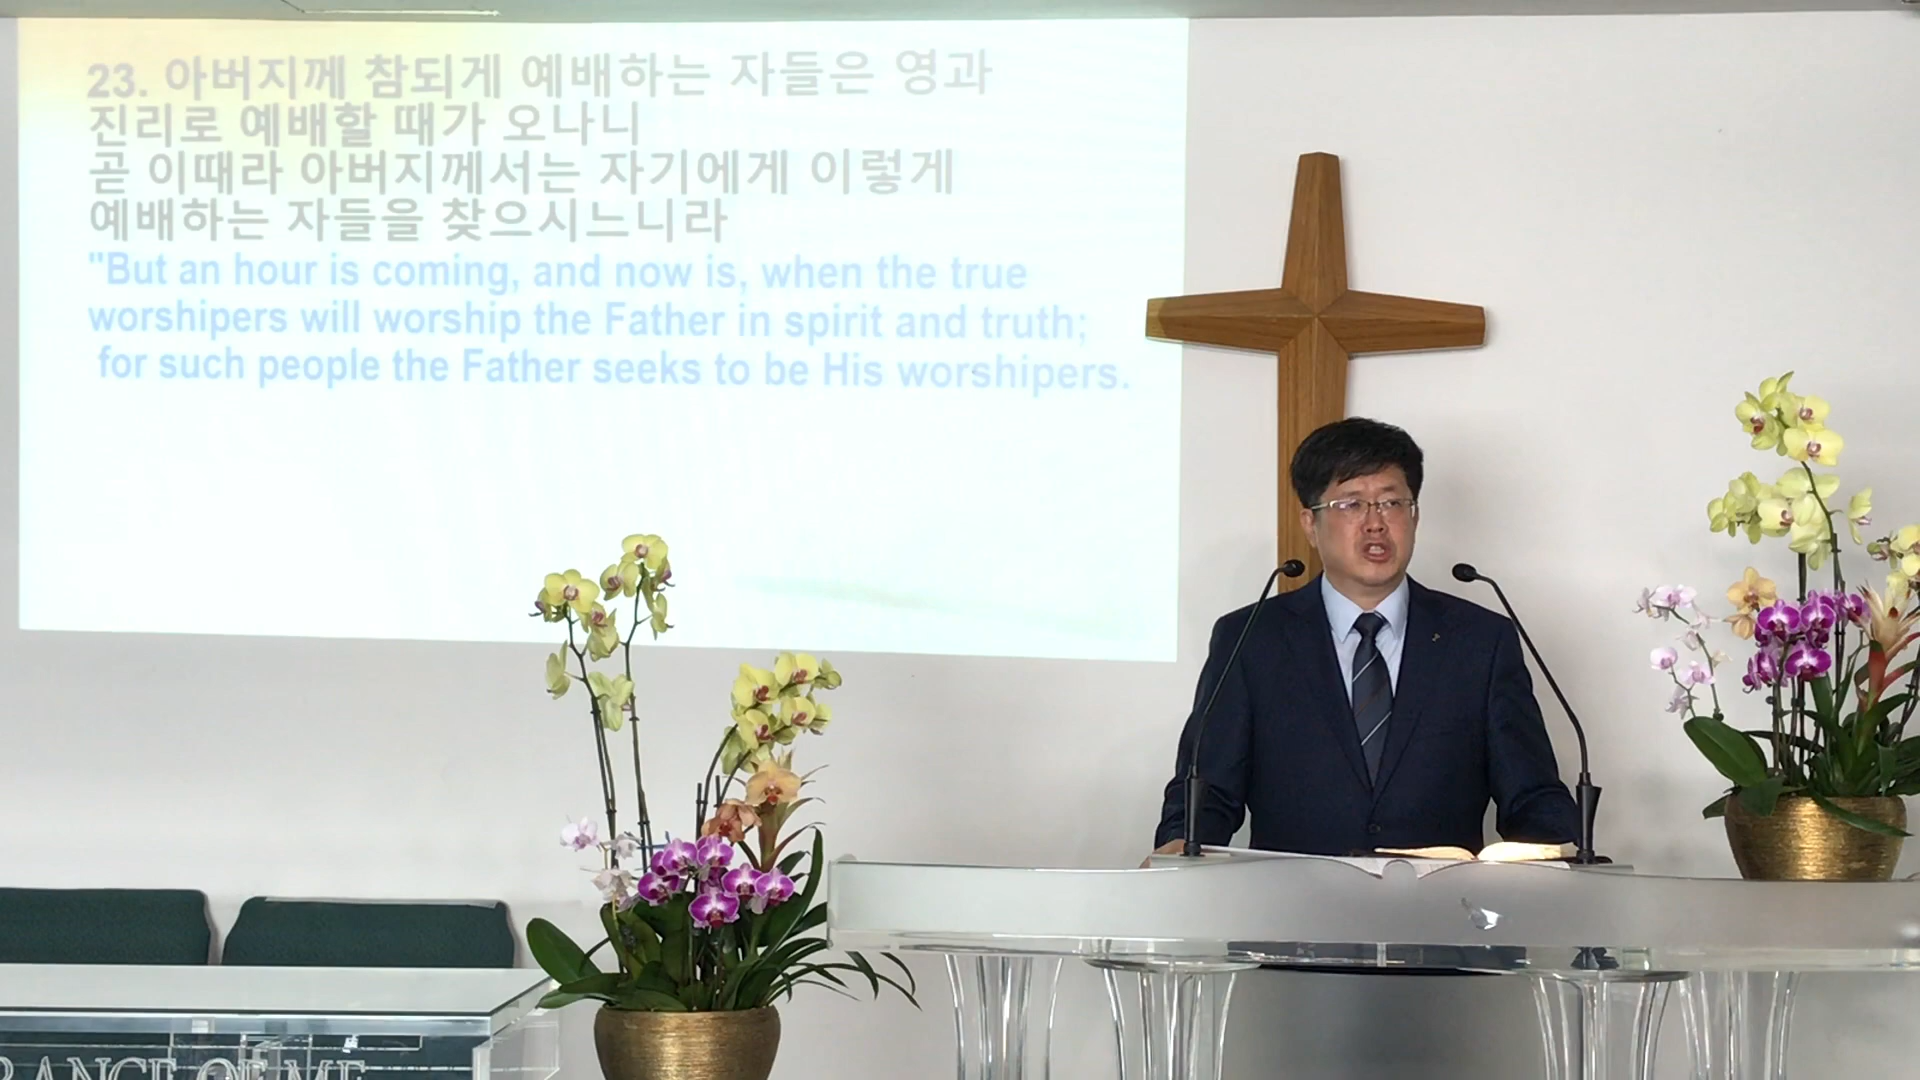 23. 아버지께 참되게 예배하는 자들은 영과
진리로 예배할 때가 오나니
곧 이때라 아버지께서는 자기에게 이렇게
예배하는 자들을 찾으시느니라
"But an hour is coming, and now is, when the true
worshipers will worship the Father in spirit and truth;
for such people the Father seeks to be His worshipers.
RANCE OF ME